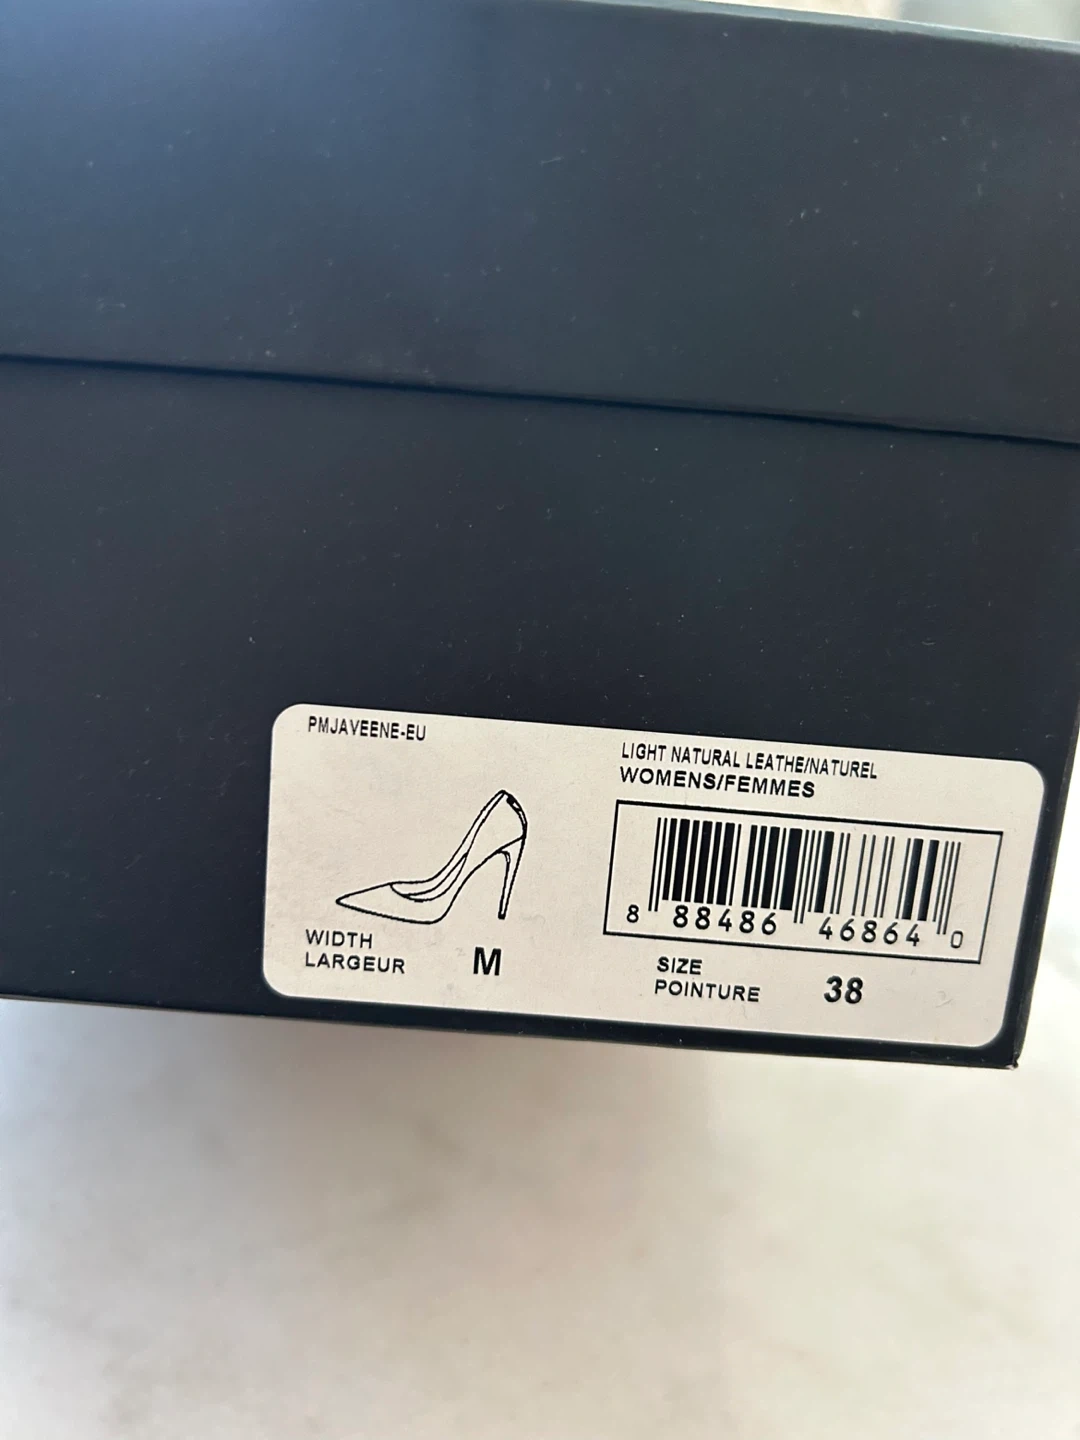 PMJAVEENE-EU
LIGHT NATURAL LEATHE/NATUREL
WOMENS/FEMMES
8 88486 46864 0
WIDTH
LARGEUR
M
SIZE
POINTURE
38